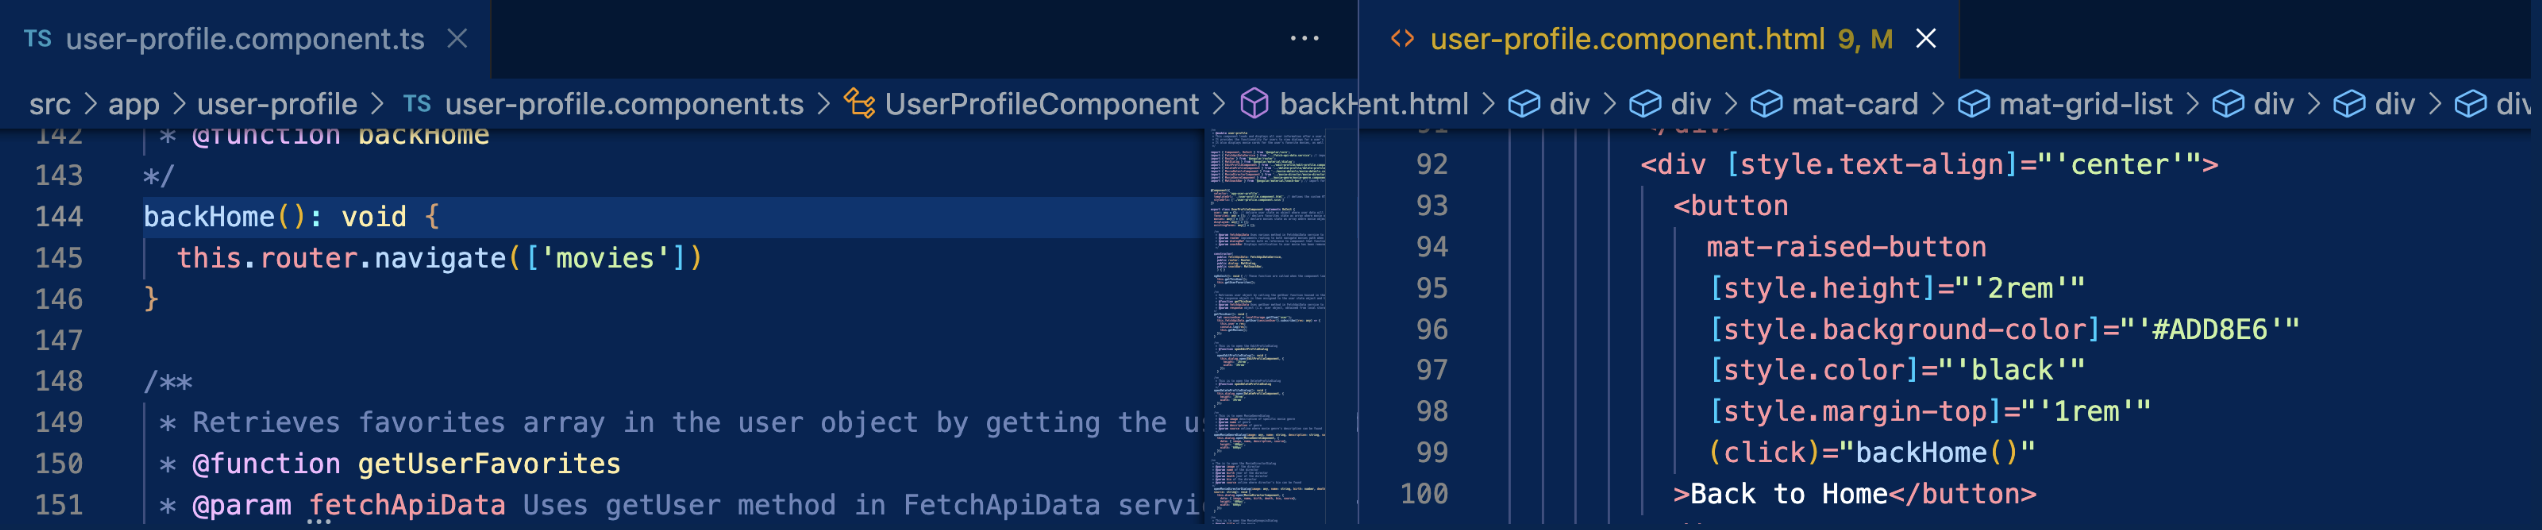 TS user-profile.component.ts ×
···
<> user-profile.component.html 9, M ×
src > app > user-profile > TS user-profile.component.ts > UserProfileComponent > backH
ent.html > div > div > mat-card > mat-grid-list > div > div > div
142 * @function backHome
143 */
144 backHome(): void {
145 this.router.navigate(['movies'])
146 }
147
148 /**
149 * Retrieves favorites array in the user object by getting the us
150 * @function getUserFavorites
151 * @param fetchApiData Uses getUser method in FetchApiData servi
91 </div>
92 <div [style.text-align]="'center'">
93 <button
94 mat-raised-button
95 [style.height]="'2rem'"
96 [style.background-color]="'#ADD8E6'"
97 [style.color]="'black'"
98 [style.margin-top]="'1rem'"
99 (click)="backHome()"
100 >Back to Home</button>